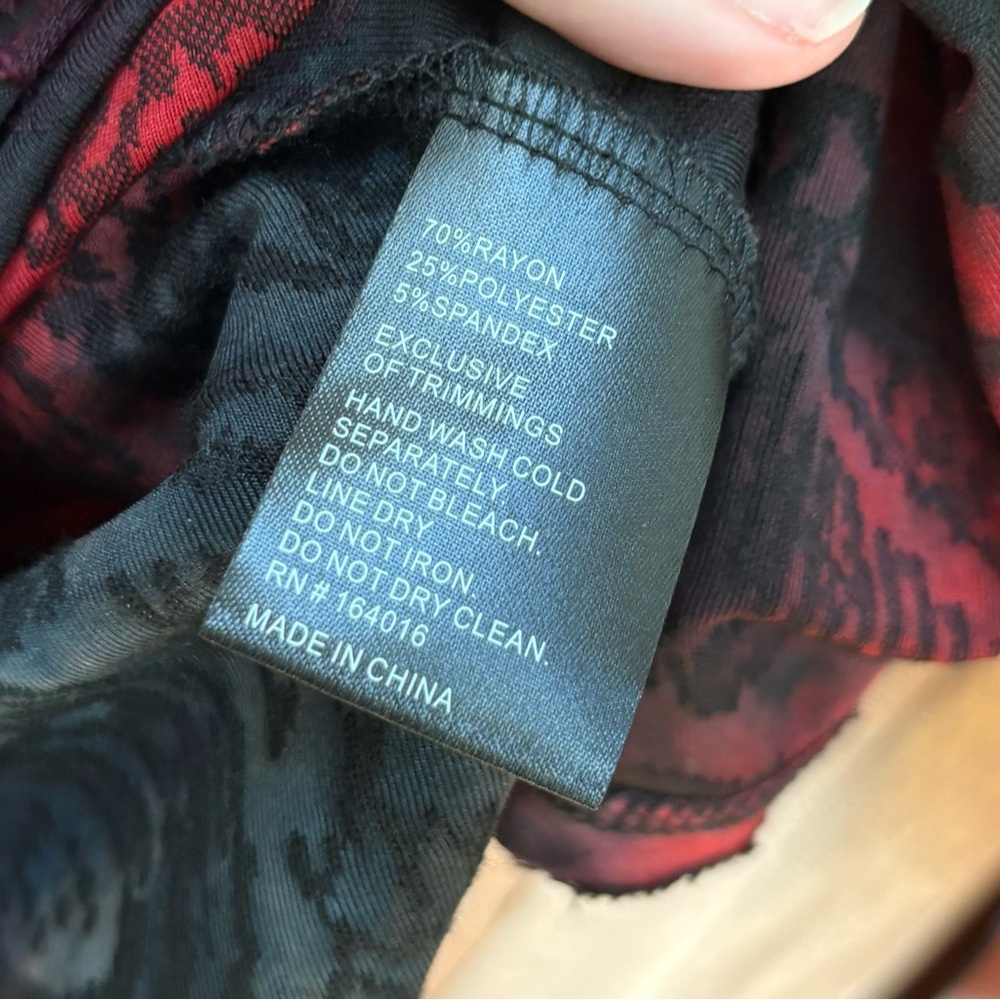 70%RAYON
25%POLYESTER
5%SPANDEX
EXCLUSIVE
OF TRIMMINGS
HAND WASH COLD
SEPARATELY
DO NOT BLEACH.
LINE DRY
DO NOT IRON.
DO NOT DRY CLEAN.
RN # 164016
MADE IN CHINA